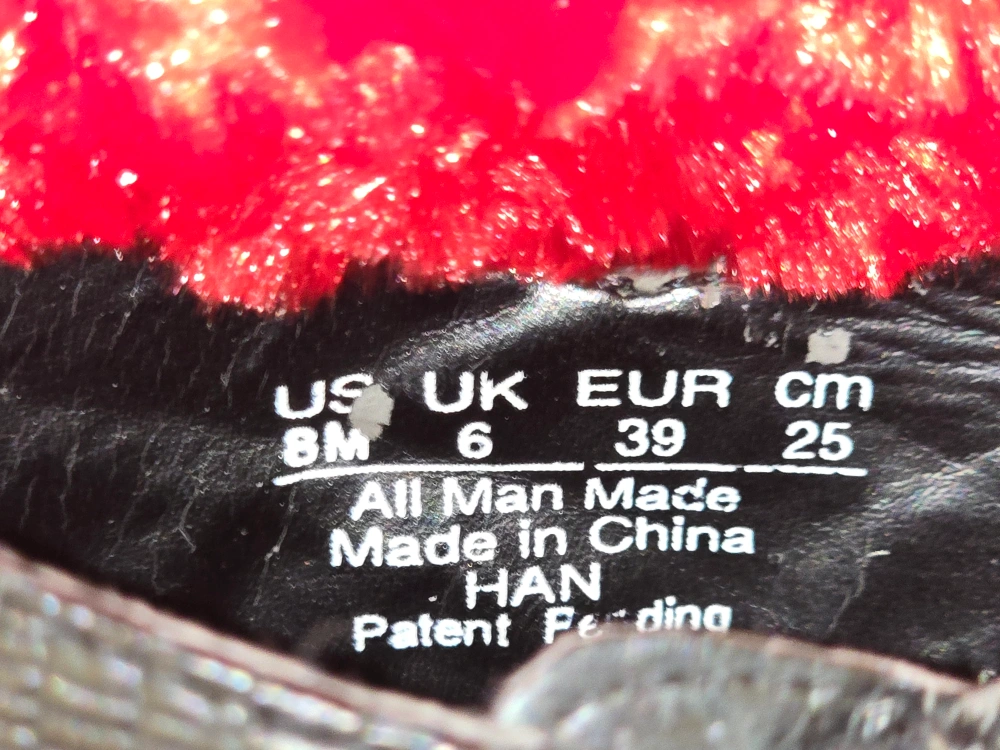 US UK EUR cm
8M 6 39 25
All Man Made
Made in China
HAN
Patent Pending